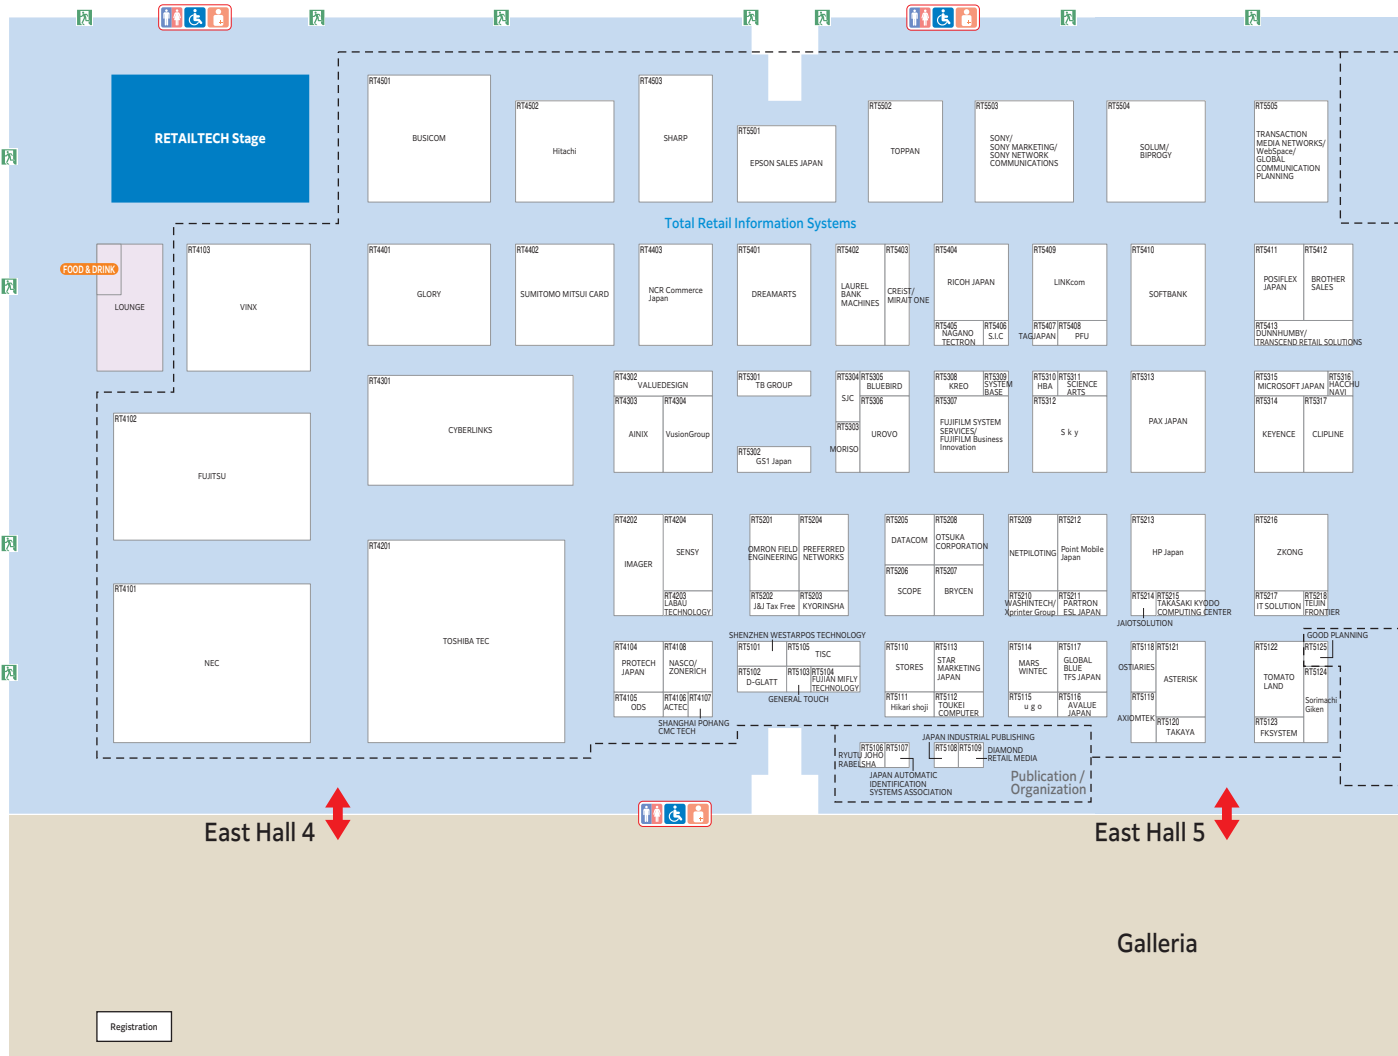 RETAILTECH Stage
RT4501
BUSICOM
RT4502
Hitachi
RT4503
SHARP
RT5501
EPSON SALES JAPAN
RT5502
TOPPAN
RT5503
SONY/
SONY MARKETING/
SONY NETWORK
COMMUNICATIONS
RT5504
SOLUM/
BIPROGY
RT5505
TRANSACTION
MEDIA NETWORKS/
WebSpace/
GLOBAL
COMMUNICATION
PLANNING
Total Retail Information Systems
FOOD & DRINK
LOUNGE
RT4103
VINX
RT4401
GLORY
RT4402
SUMITOMO MITSUI CARD
RT4403
NCR Commerce
Japan
RT5401
DREAMARTS
RT5402
LAUREL
BANK
MACHINES
RT5403
CREiST/
MIRAIT ONE
RT5404
RICOH JAPAN
RT5405
NAGANO
TECTRON
RT5406
S.I.C
RT5409
LINKcom
RT5407
TAGJAPAN
RT5408
PFU
RT5410
SOFTBANK
RT5411
POSIFLEX
JAPAN
RT5412
BROTHER
SALES
RT5413
DUNNHUMBY/
TRANSCEND RETAIL SOLUTIONS
RT4102
FUJITSU
RT4301
CYBERLINKS
RT4302
VALUEDESIGN
RT4303
AINIX
RT4304
VusionGroup
RT5301
TB GROUP
RT5302
GS1 Japan
RT5304
SJC
RT5303
MORISO
RT5305
BLUEBIRD
RT5306
UROVO
RT5308
KREO
RT5309
SYSTEM
BASE
RT5307
FUJIFILM SYSTEM
SERVICES/
FUJIFILM Business
Innovation
RT5310
HBA
RT5311
SCIENCE
ARTS
RT5312
S k y
RT5313
PAX JAPAN
RT5315
MICROSOFT JAPAN
RT5316
HACCHU
NAVI
RT5314
KEYENCE
RT5317
CLIPLINE
RT4101
NEC
RT4201
TOSHIBA TEC
RT4202
IMAGER
RT4204
SENSY
RT4203
LABAU
TECHNOLOGY
RT5201
OMRON FIELD
ENGINEERING
RT5204
PREFERRED
NETWORKS
RT5202
J&J Tax Free
RT5203
KYORINSHA
RT5205
DATACOM
RT5208
OTSUKA
CORPORATION
RT5206
SCOPE
RT5207
BRYCEN
RT5209
NETPILOTING
RT5212
Point Mobile
Japan
RT5210
WASHINTECH/
Xprinter Group
RT5211
PARTRON
ESL JAPAN
RT5213
HP Japan
RT5214
JAIOTSOLUTION
RT5215
TAKASAKI KYODO
COMPUTING CENTER
RT5216
ZKONG
RT5217
IT SOLUTION
RT5218
TEIJIN
FRONTIER
RT4104
PROTECH
JAPAN
RT4108
NASCO/
ZONERICH
RT4105
ODS
RT4106
ACTEC
RT4107
SHANGHAI POHANG
CMC TECH
SHENZHEN WESTARPOS TECHNOLOGY
RT5101
RT5105
TISC
RT5102
D-GLATT
RT5103
GENERAL TOUCH
RT5104
FUJIAN MIFLY
TECHNOLOGY
RT5110
STORES
RT5113
STAR
MARKETING
JAPAN
RT5111
Hikari shoji
RT5112
TOUKEI
COMPUTER
RT5114
MARS
WINTEC
RT5117
GLOBAL
BLUE
TFS JAPAN
RT5115
u g o
RT5116
AVALUE
JAPAN
RT5118
OSTIARIES
RT5121
ASTERISK
RT5119
AXIOMTEK
RT5120
TAKAYA
RT5122
TOMATO
LAND
RT5123
FKSYSTEM
GOOD PLANNING
RT5125
RT5124
Sorimachi
Giken
RT5106
RYUTU JOHO
RABELSHA
RT5107
JAPAN AUTOMATIC
IDENTIFICATION
SYSTEMS ASSOCIATION
JAPAN INDUSTRIAL PUBLISHING
RT5108
RT5109
DIAMOND
RETAIL MEDIA
Publication /
Organization
East Hall 4
East Hall 5
Galleria
Registration